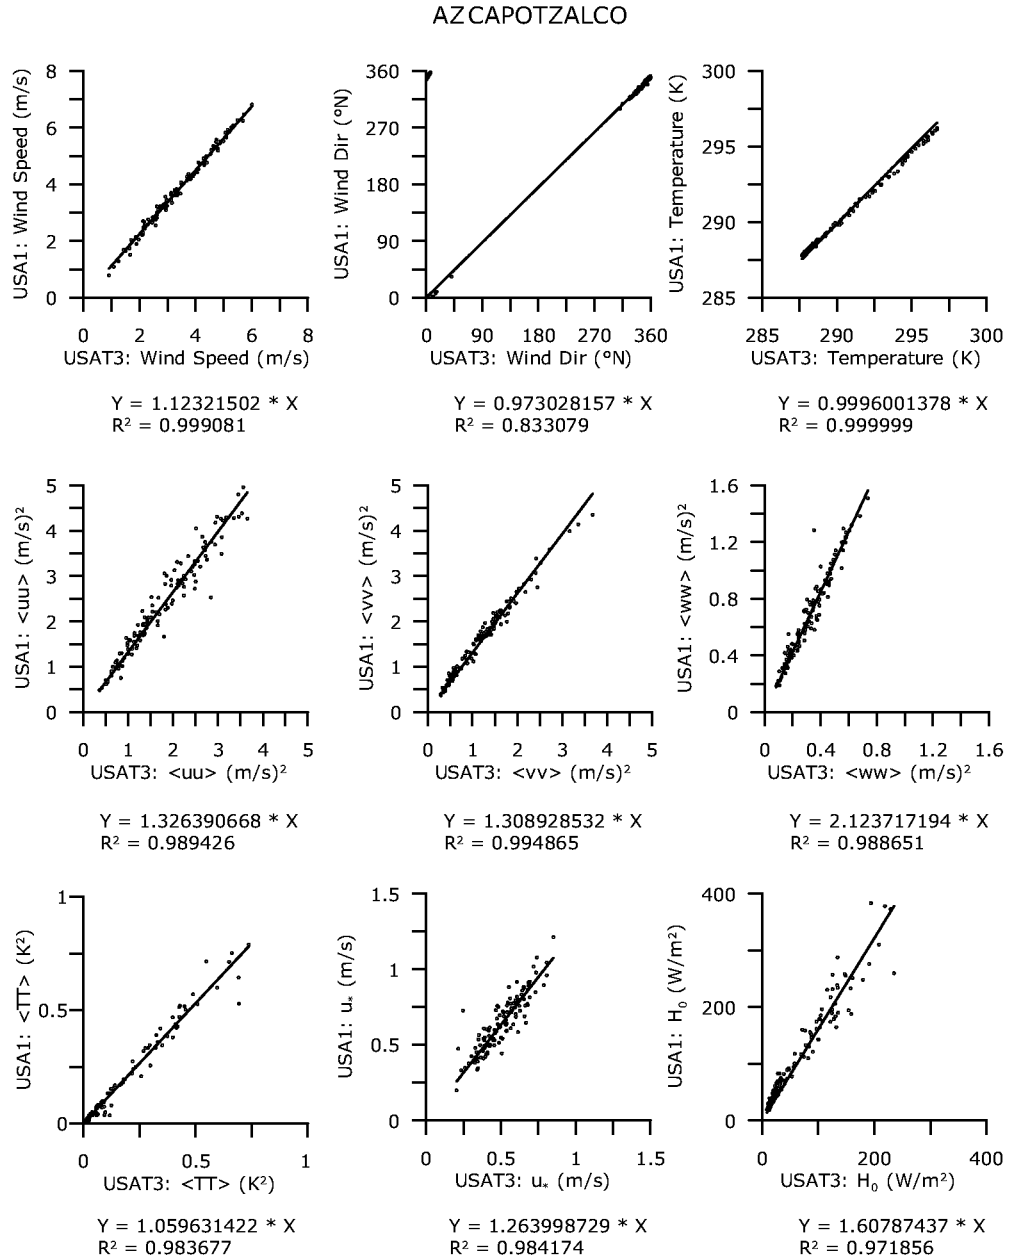 AZCAPOTZALCO
USA1: Wind Speed (m/s)
8
6
4
2
0
0 2 4 6 8
USAT3: Wind Speed (m/s)
Y = 1.12321502 * X
R² = 0.999081
USA1: Wind Dir (°N)
360
270
180
90
0
0 90 180 270 360
USAT3: Wind Dir (°N)
Y = 0.973028157 * X
R² = 0.833079
USA1: Temperature (K)
300
295
290
285
285 290 295 300
USAT3: Temperature (K)
Y = 0.9996001378 * X
R² = 0.999999
USA1: <uu> (m/s)²
5
4
3
2
1
0
0 1 2 3 4 5
USAT3: <uu> (m/s)²
Y = 1.326390668 * X
R² = 0.989426
USA1: <vv> (m/s)²
5
4
3
2
1
0
0 1 2 3 4 5
USAT3: <vv> (m/s)²
Y = 1.308928532 * X
R² = 0.994865
USA1: <ww> (m/s)²
1.6
1.2
0.8
0.4
0
0 0.4 0.8 1.2 1.6
USAT3: <ww> (m/s)²
Y = 2.123717194 * X
R² = 0.988651
USA1: <TT> (K²)
1
0.5
0
0 0.5 1
USAT3: <TT> (K²)
Y = 1.059631422 * X
R² = 0.983677
USA1: u* (m/s)
1.5
1
0.5
0
0 0.5 1 1.5
USAT3: u* (m/s)
Y = 1.263998729 * X
R² = 0.984174
USA1: H₀ (W/m²)
400
200
0
0 200 400
USAT3: H₀ (W/m²)
Y = 1.60787437 * X
R² = 0.971856